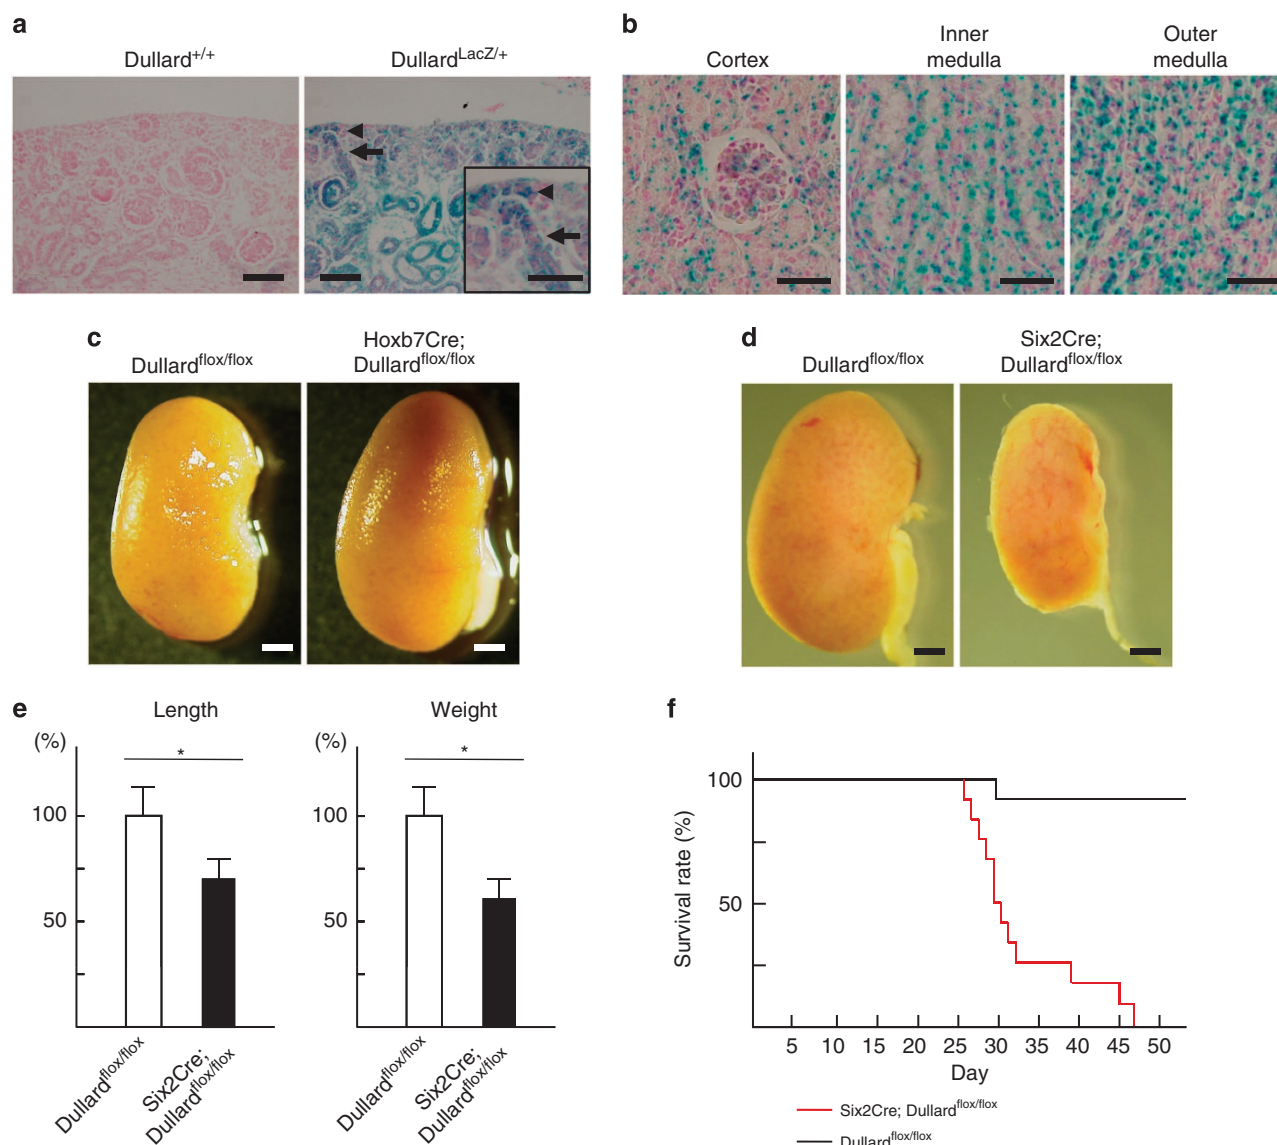 a
Dullard+/+
DullardLacZ/+
b
Cortex
Inner
medulla
Outer
medulla
c
Dullardflox/flox
Hoxb7Cre;
Dullardflox/flox
d
Dullardflox/flox
Six2Cre;
Dullardflox/flox
e
Length
(%)
*
100
50
Dullardflox/flox
Six2Cre;
Dullardflox/flox
Weight
(%)
*
100
50
Dullardflox/flox
Six2Cre;
Dullardflox/flox
f
Survival rate (%)
100
50
5 10 15 20 25 30 35 40 45 50
Day
Six2Cre; Dullardflox/flox
Dullardflox/flox